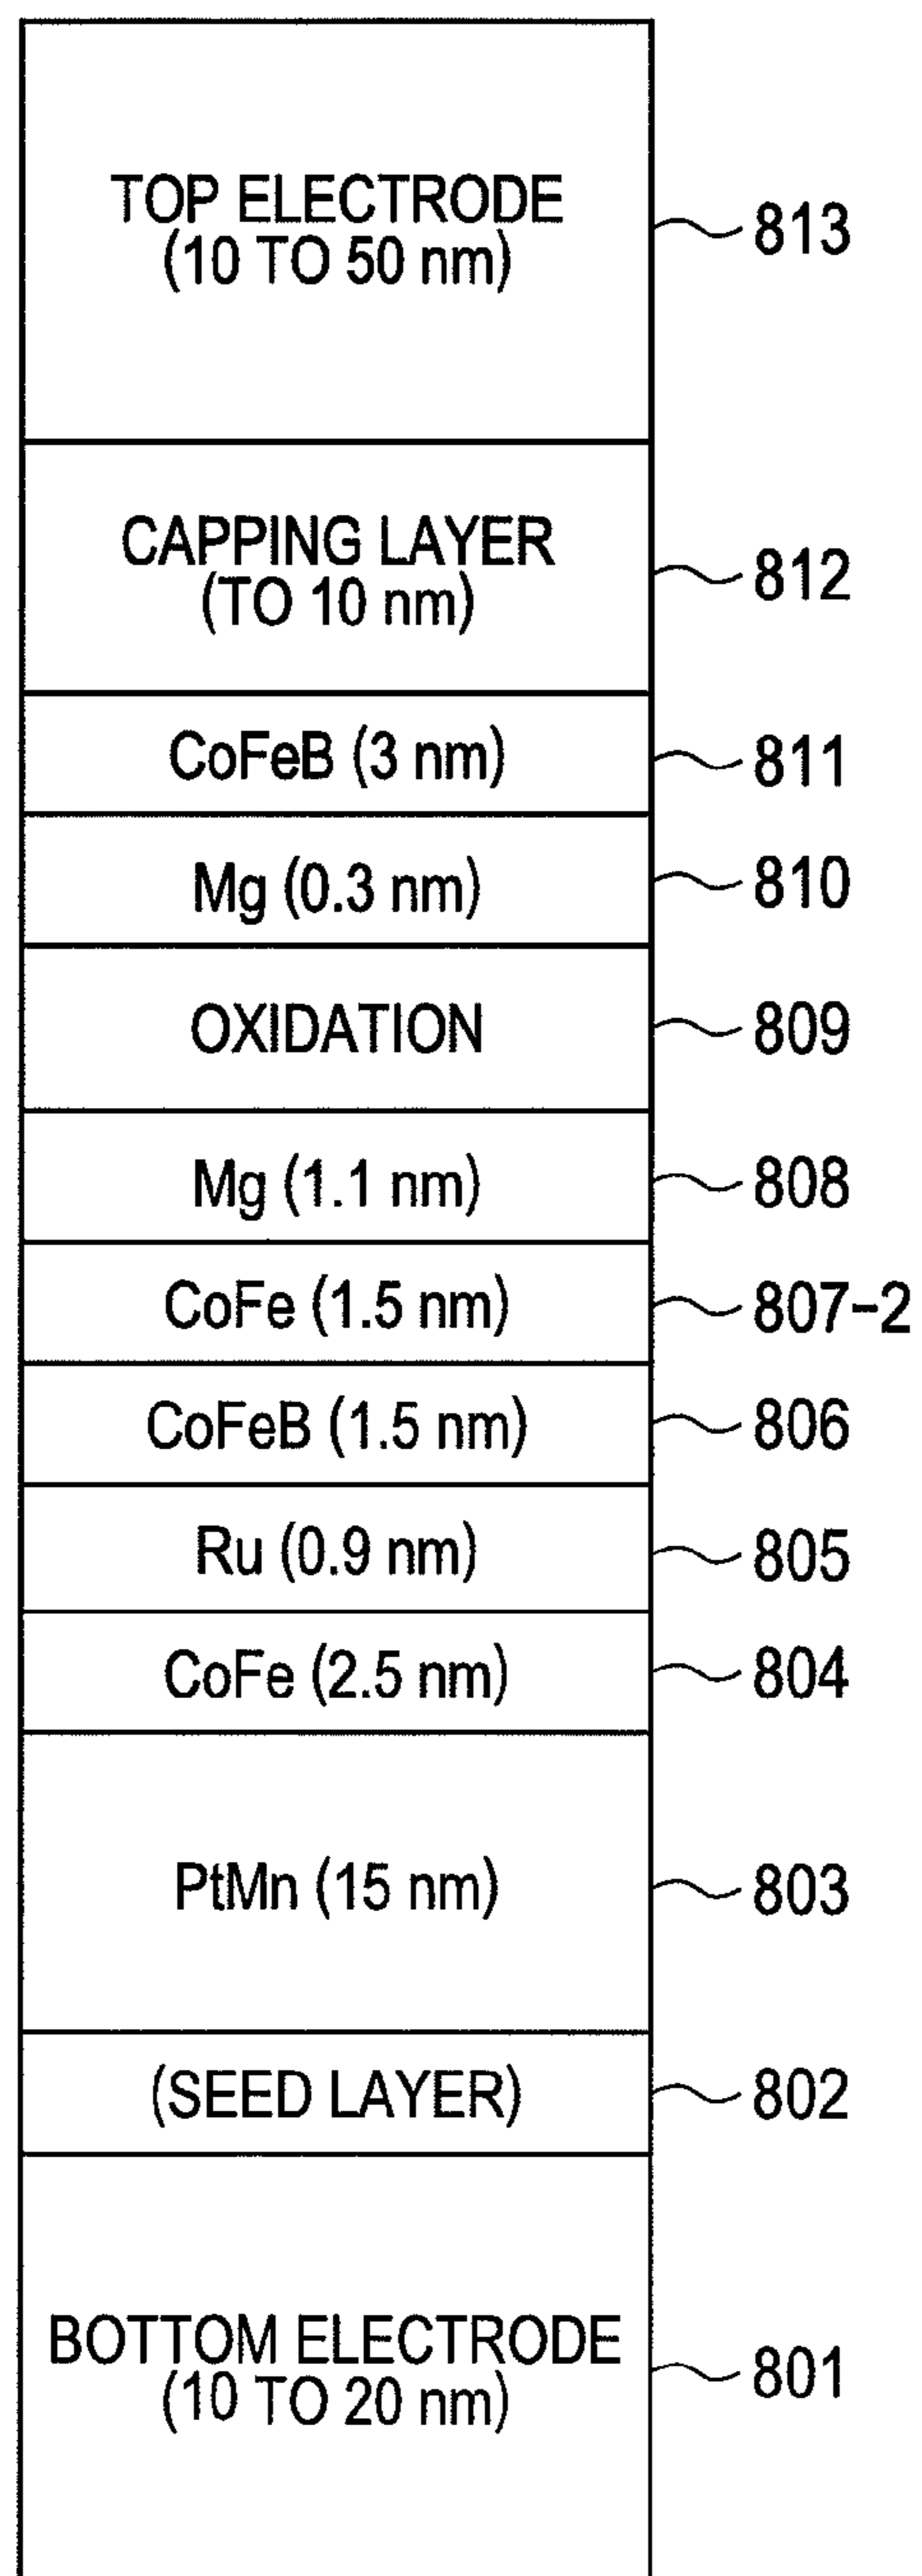 TOP ELECTRODE
(10 TO 50 nm)
813
CAPPING LAYER
(TO 10 nm)
812
CoFeB (3 nm)
811
Mg (0.3 nm)
810
OXIDATION
809
Mg (1.1 nm)
808
CoFe (1.5 nm)
807-2
CoFeB (1.5 nm)
806
Ru (0.9 nm)
805
CoFe (2.5 nm)
804
PtMn (15 nm)
803
(SEED LAYER)
802
BOTTOM ELECTRODE
(10 TO 20 nm)
801